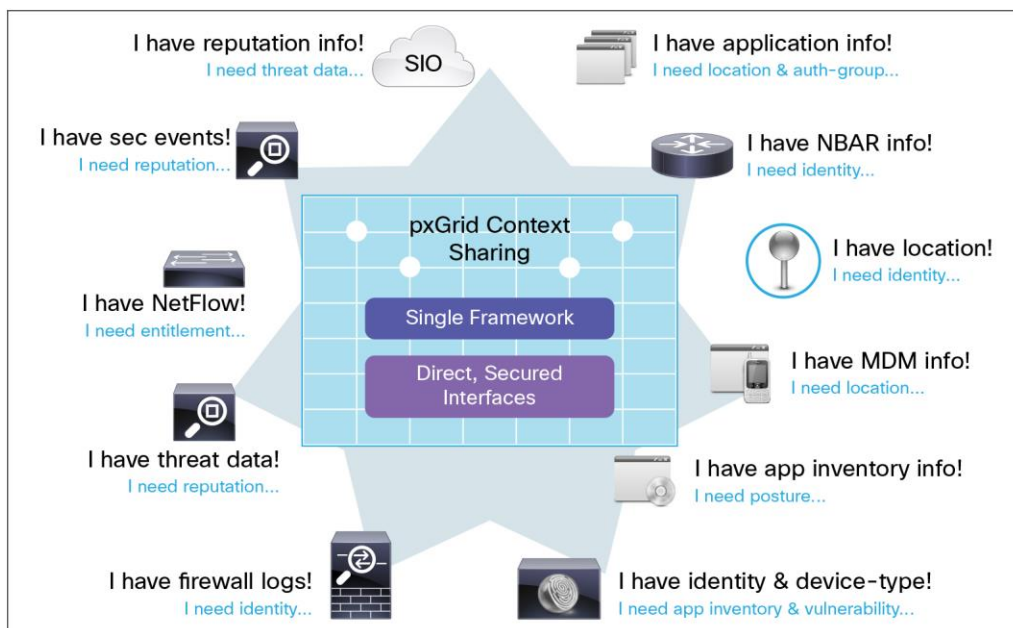 I have reputation info!
I need threat data...
SIO
I have application info!
I need location & auth-group...
I have sec events!
I need reputation...
I have NBAR info!
I need identity...
pxGrid Context
Sharing
I have location!
I need identity...
I have NetFlow!
I need entitlement...
Single Framework
Direct, Secured
Interfaces
I have MDM info!
I need location...
I have threat data!
I need reputation...
I have app inventory info!
I need posture...
I have firewall logs!
I need identity...
I have identity & device-type!
I need app inventory & vulnerability...